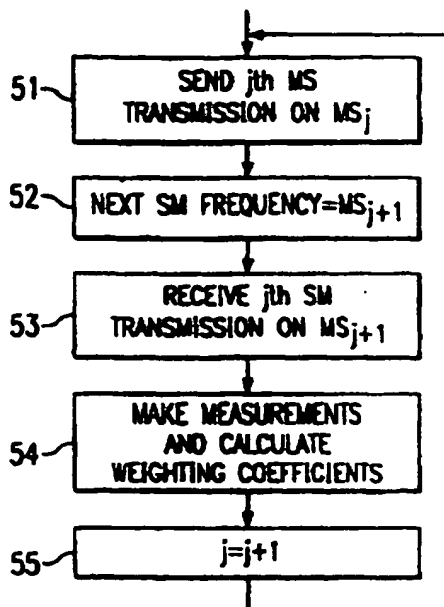 51
SEND jth MS
TRANSMISSION ON MSj
52
NEXT SM FREQUENCY=MSj+1
53
RECEIVE jth SM
TRANSMISSION ON MSj+1
54
MAKE MEASUREMENTS
AND CALCULATE
WEIGHTING COEFFICIENTS
55
j=j+1